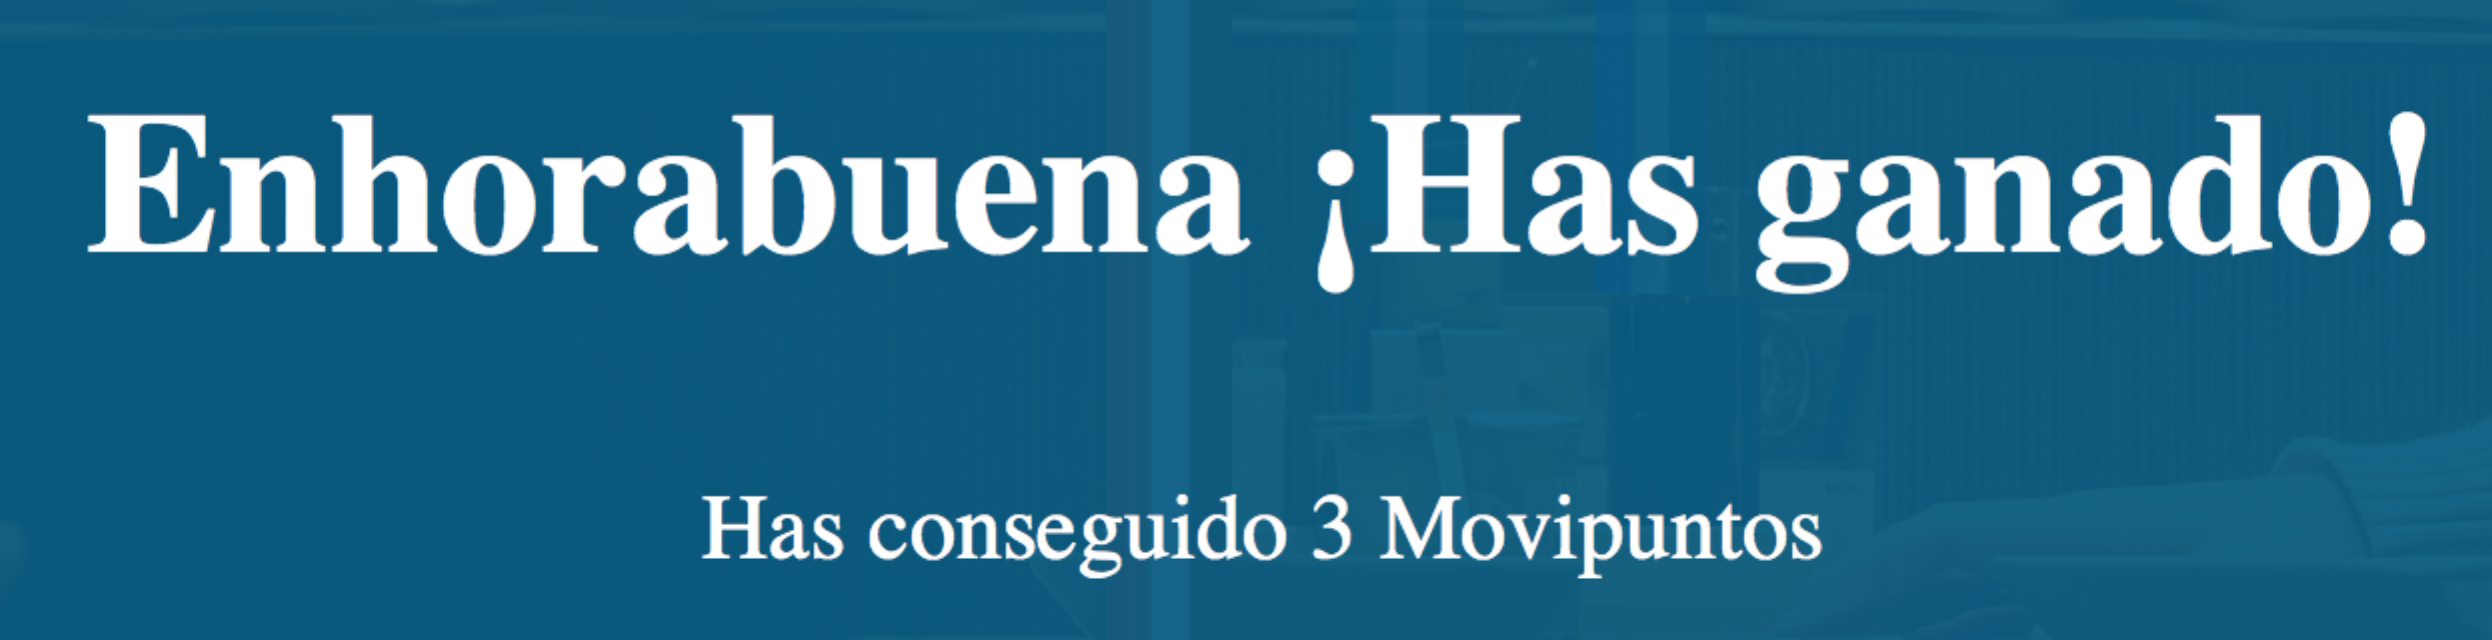 Enhorabuena ¡Has ganado!
Has conseguido 3 Movipuntos